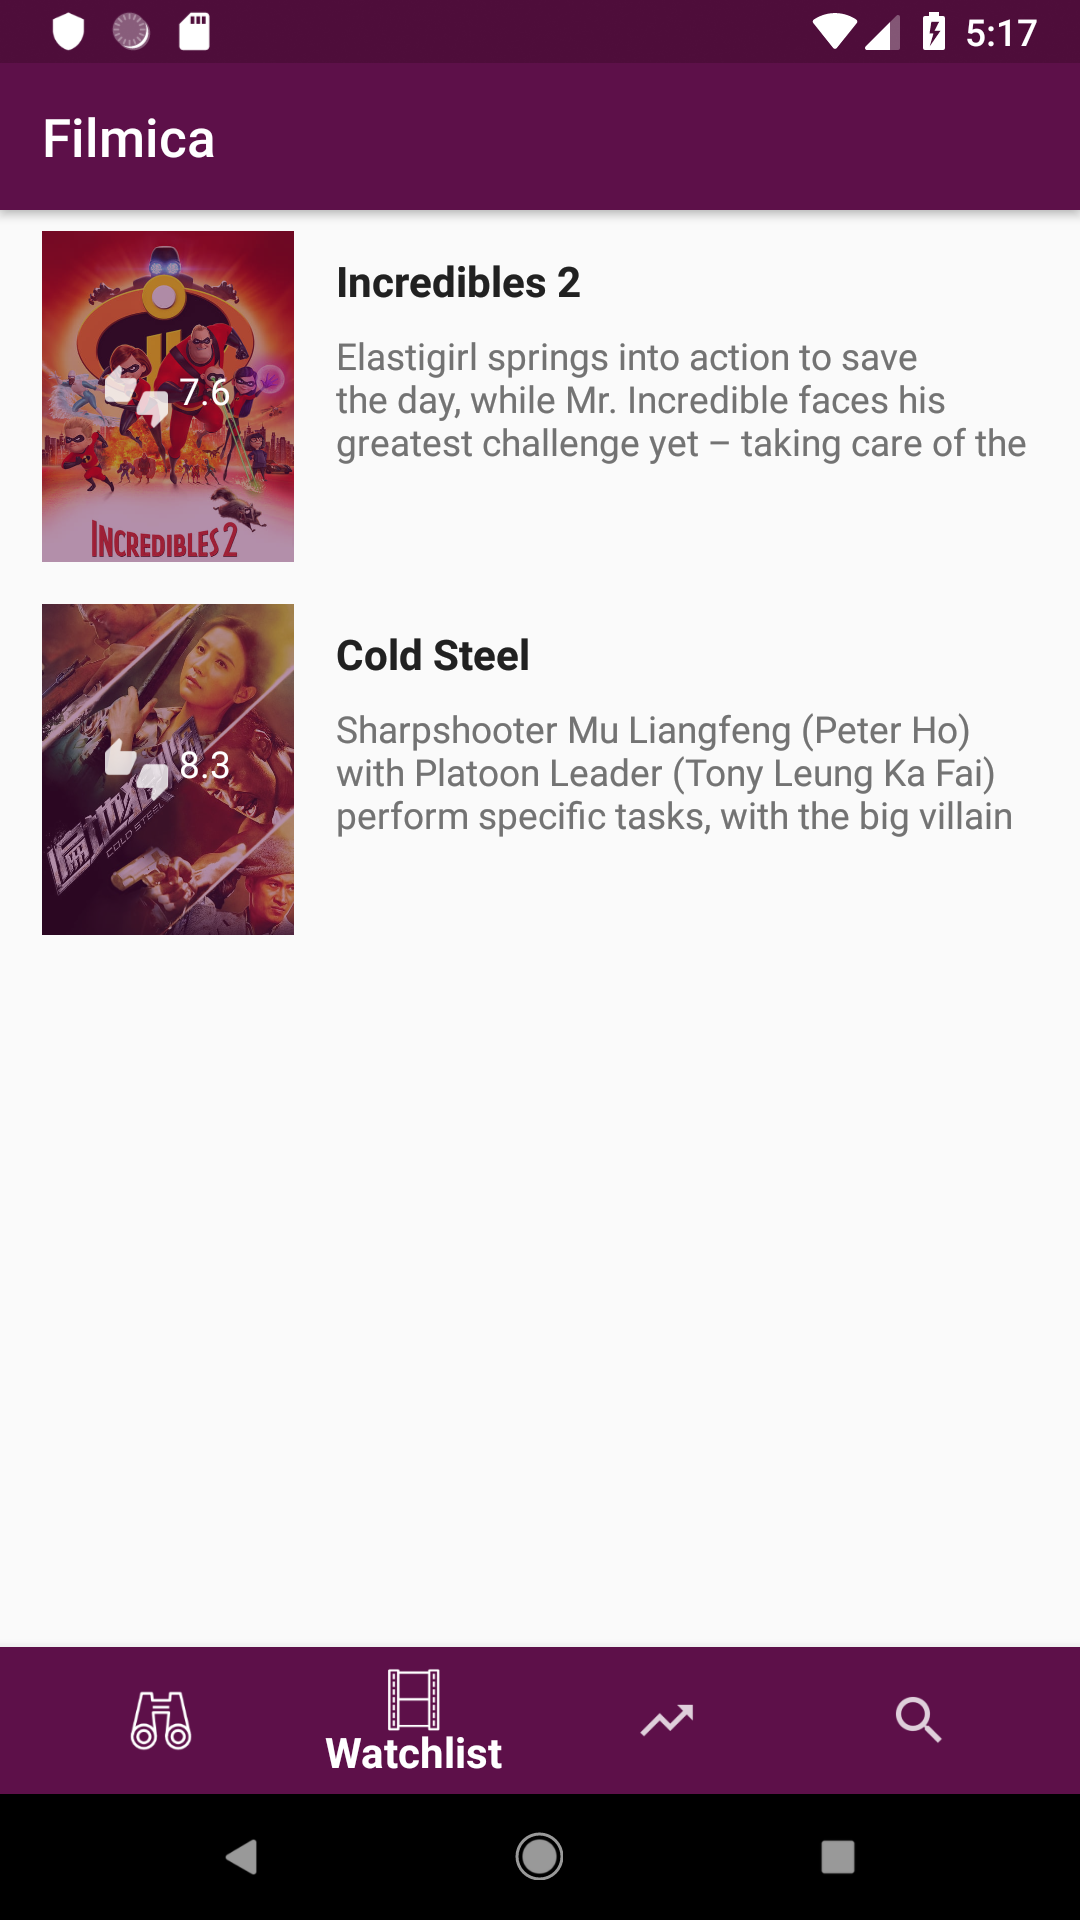 5:17
Filmica
Incredibles 2
Elastigirl springs into action to save
the day, while Mr. Incredible faces his
greatest challenge yet – taking care of the
7.6
INCREDIBLES 2
Cold Steel
Sharpshooter Mu Liangfeng (Peter Ho)
with Platoon Leader (Tony Leung Ka Fai)
perform specific tasks, with the big villain
8.3
COLD STEEL
Watchlist